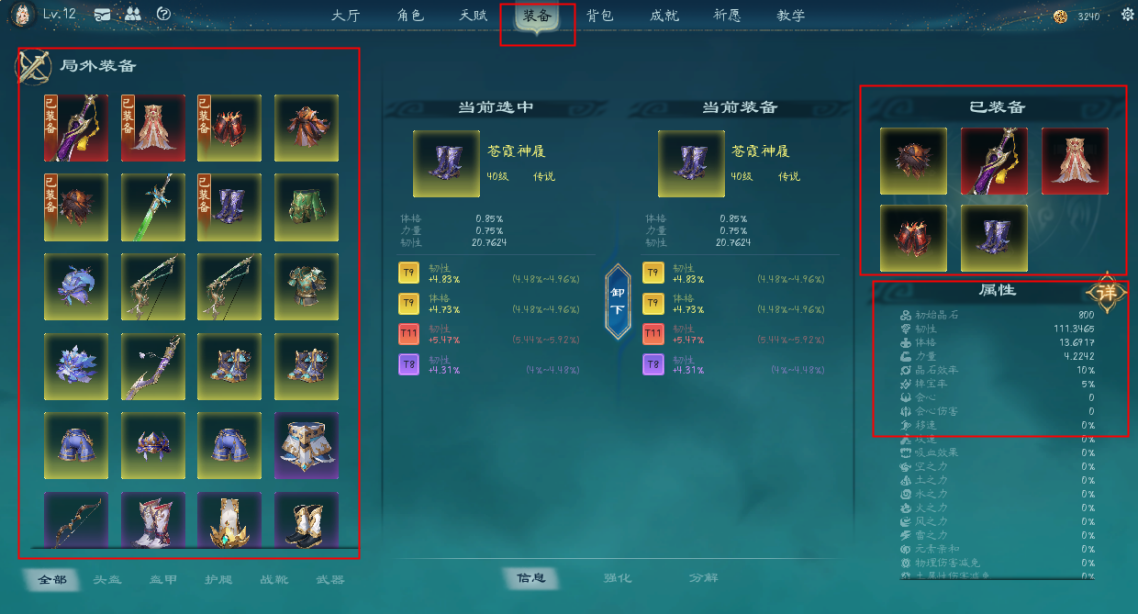 Lv.12
大厅 角色 天赋 装备 背包 成就 祈愿 教学
3240
局外装备
已装备
已装备
已装备
已装备
已装备
当前选中
苍霞神履
40级 传说
体格 0.85%
力量 0.75%
韧性 20.7624
T9 韧性 +4.83% (4.48%~4.96%)
T9 体格 +4.73% (4.48%~4.96%)
T11 韧性 +5.47% (5.44%~5.92%)
T8 韧性 +4.31% (4%~4.48%)
卸下
当前装备
苍霞神履
40级 传说
体格 0.85%
力量 0.75%
韧性 20.7624
T9 韧性 +4.83% (4.48%~4.96%)
T9 体格 +4.73% (4.48%~4.96%)
T11 韧性 +5.47% (5.44%~5.92%)
T8 韧性 +4.31% (4%~4.48%)
已装备
属性
详
初始晶石 800
韧性 111.3465
体格 13.6917
力量 4.2242
晶石效率 10%
择宝率 5%
会心 0
会心伤害 0
移速 0%
攻速 0%
吸血效果 0%
空之力 0%
土之力 0%
水之力 0%
火之力 0%
风之力 0%
雷之力 0%
元素亲和 0%
物理伤害减免 0%
0%
全部 头盔 盔甲 护腿 战靴 武器
信息 强化 分解